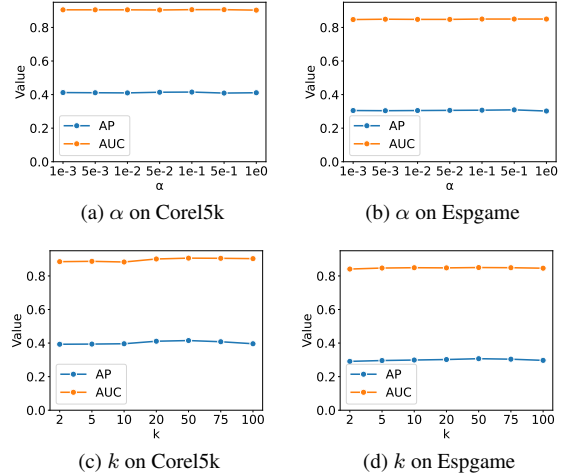 Value
0.8
0.6
0.4
0.2
0.0
AP
AUC
1e-3 5e-3 1e-2 5e-2 1e-1 5e-1 1e0
α
(a) α on Corel5k
Value
0.8
0.6
0.4
0.2
0.0
AP
AUC
1e-3 5e-3 1e-2 5e-2 1e-1 5e-1 1e0
α
(b) α on Espgame
Value
0.8
0.6
0.4
0.2
0.0
AP
AUC
2 5 10 20 50 75 100
k
(c) k on Corel5k
Value
0.8
0.6
0.4
0.2
0.0
AP
AUC
2 5 10 20 50 75 100
k
(d) k on Espgame